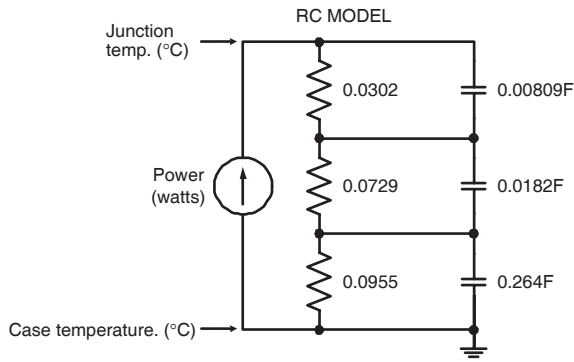 RC MODEL
Junction
temp. (°C)
0.0302
0.00809F
Power
(watts)
0.0729
0.0182F
0.0955
0.264F
Case temperature. (°C)